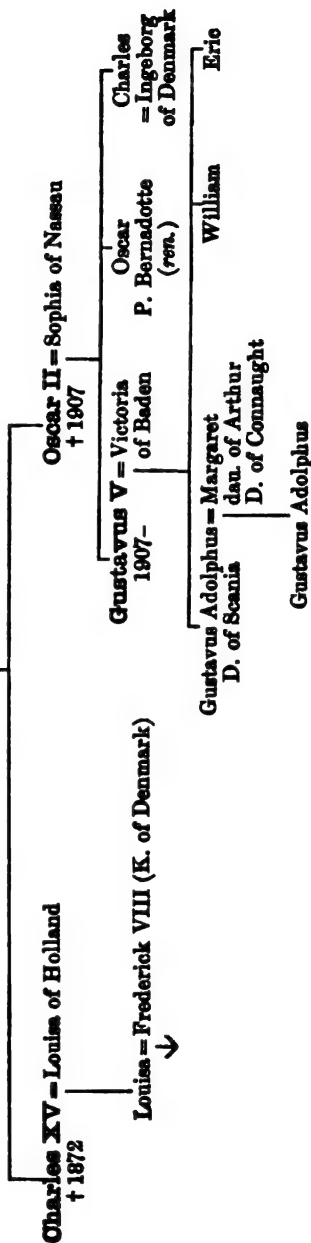 Charles XV = Louisa of Holland
† 1872
Oscar II = Sophia of Nassau
† 1907
Louisa = Frederick VIII (K. of Denmark)
Gustavus V = Victoria
1907– of Baden
Oscar
P. Bernadotte
(ren.)
Charles
= Ingeborg
of Denmark
Gustavus Adolphus = Margaret
D. of Scania dau. of Arthur
D. of Connaught
William
Eric
Gustavus Adolphus